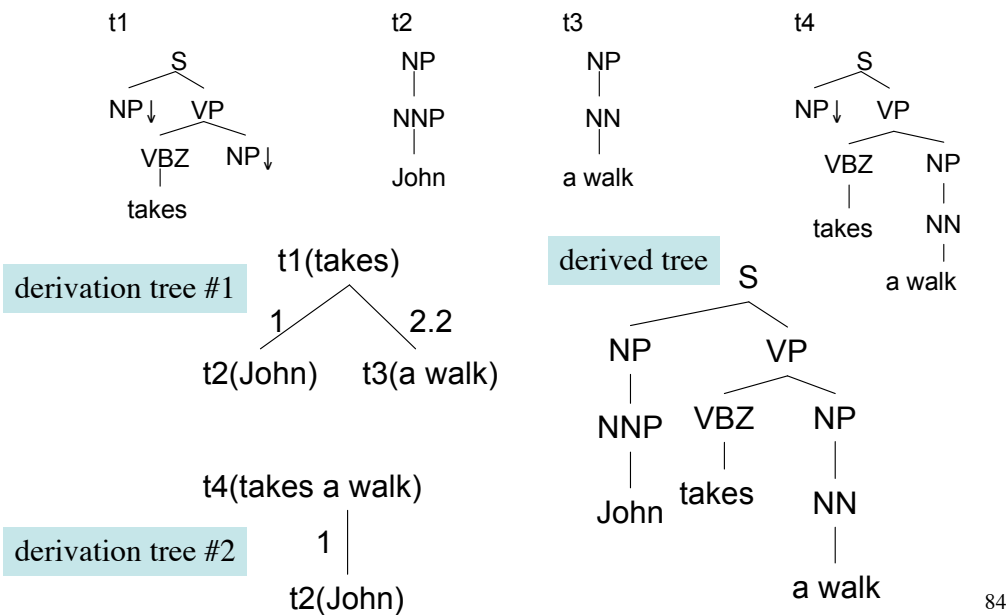 t1 t2 t3 t4
S NP NP S
NP↓ VP NNP NN NP↓ VP
VBZ NP↓ John a walk VBZ NP
takes takes NN
a walk
derivation tree #1
t1(takes)
1 2.2
t2(John) t3(a walk)
derivation tree #2
t4(takes a walk)
1
t2(John)
derived tree
S
NP VP
NNP VBZ NP
John takes NN
a walk
84